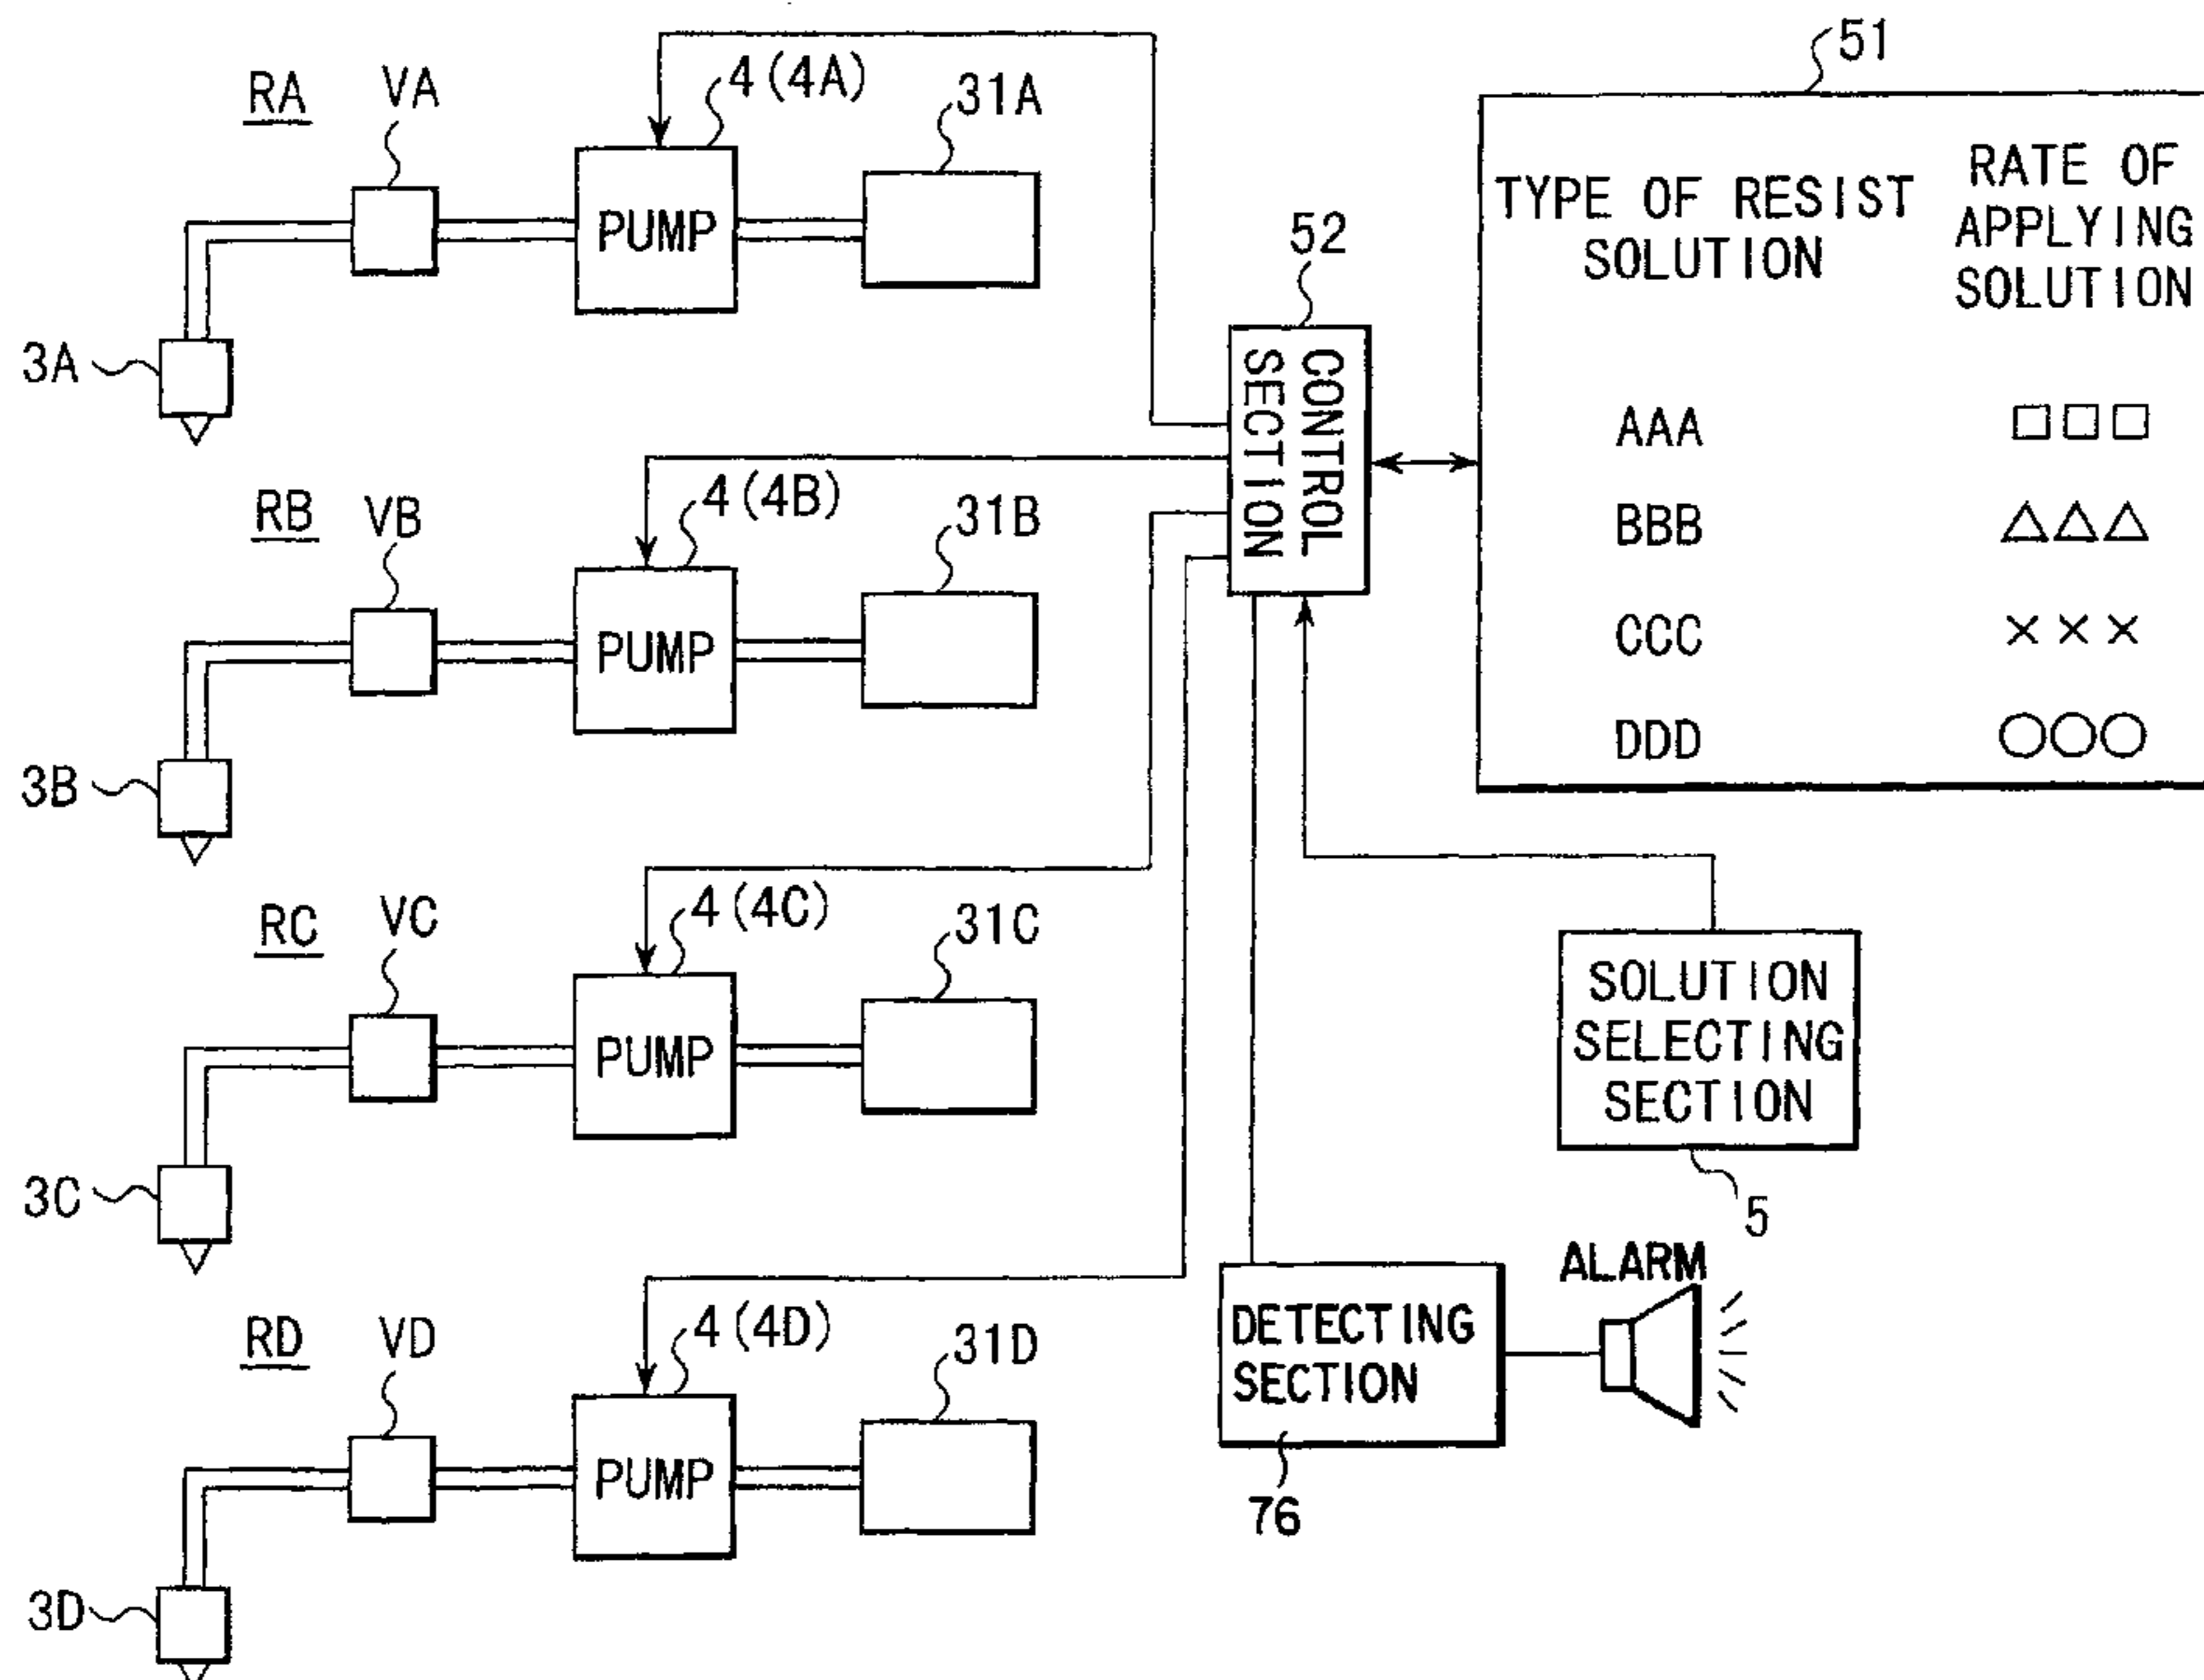 51
RA
VA
4(4A)
31A
PUMP
3A
52
CONTROL
SECTION
TYPE OF RESIST
SOLUTION
RATE OF
APPLYING
SOLUTION
AAA
□□□
BBB
△△△
CCC
×××
DDD
○○○
RB
VB
4(4B)
31B
PUMP
3B
RC
VC
4(4C)
31C
PUMP
3C
SOLUTION
SELECTING
SECTION
5
RD
VD
4(4D)
31D
PUMP
3D
DETECTING
SECTION
76
ALARM